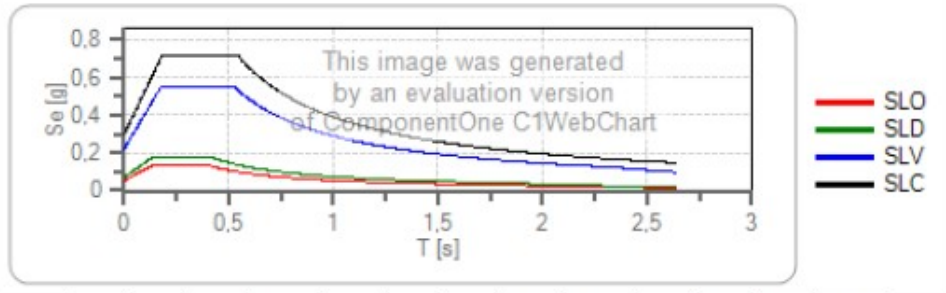 0,8
0,6
0,4
0,2
0
Se [g]
This image was generated
by an evaluation version
of ComponentOne C1WebChart
0 0,5 1 1,5 2 2,5 3
T [s]
SLO
SLD
SLV
SLC